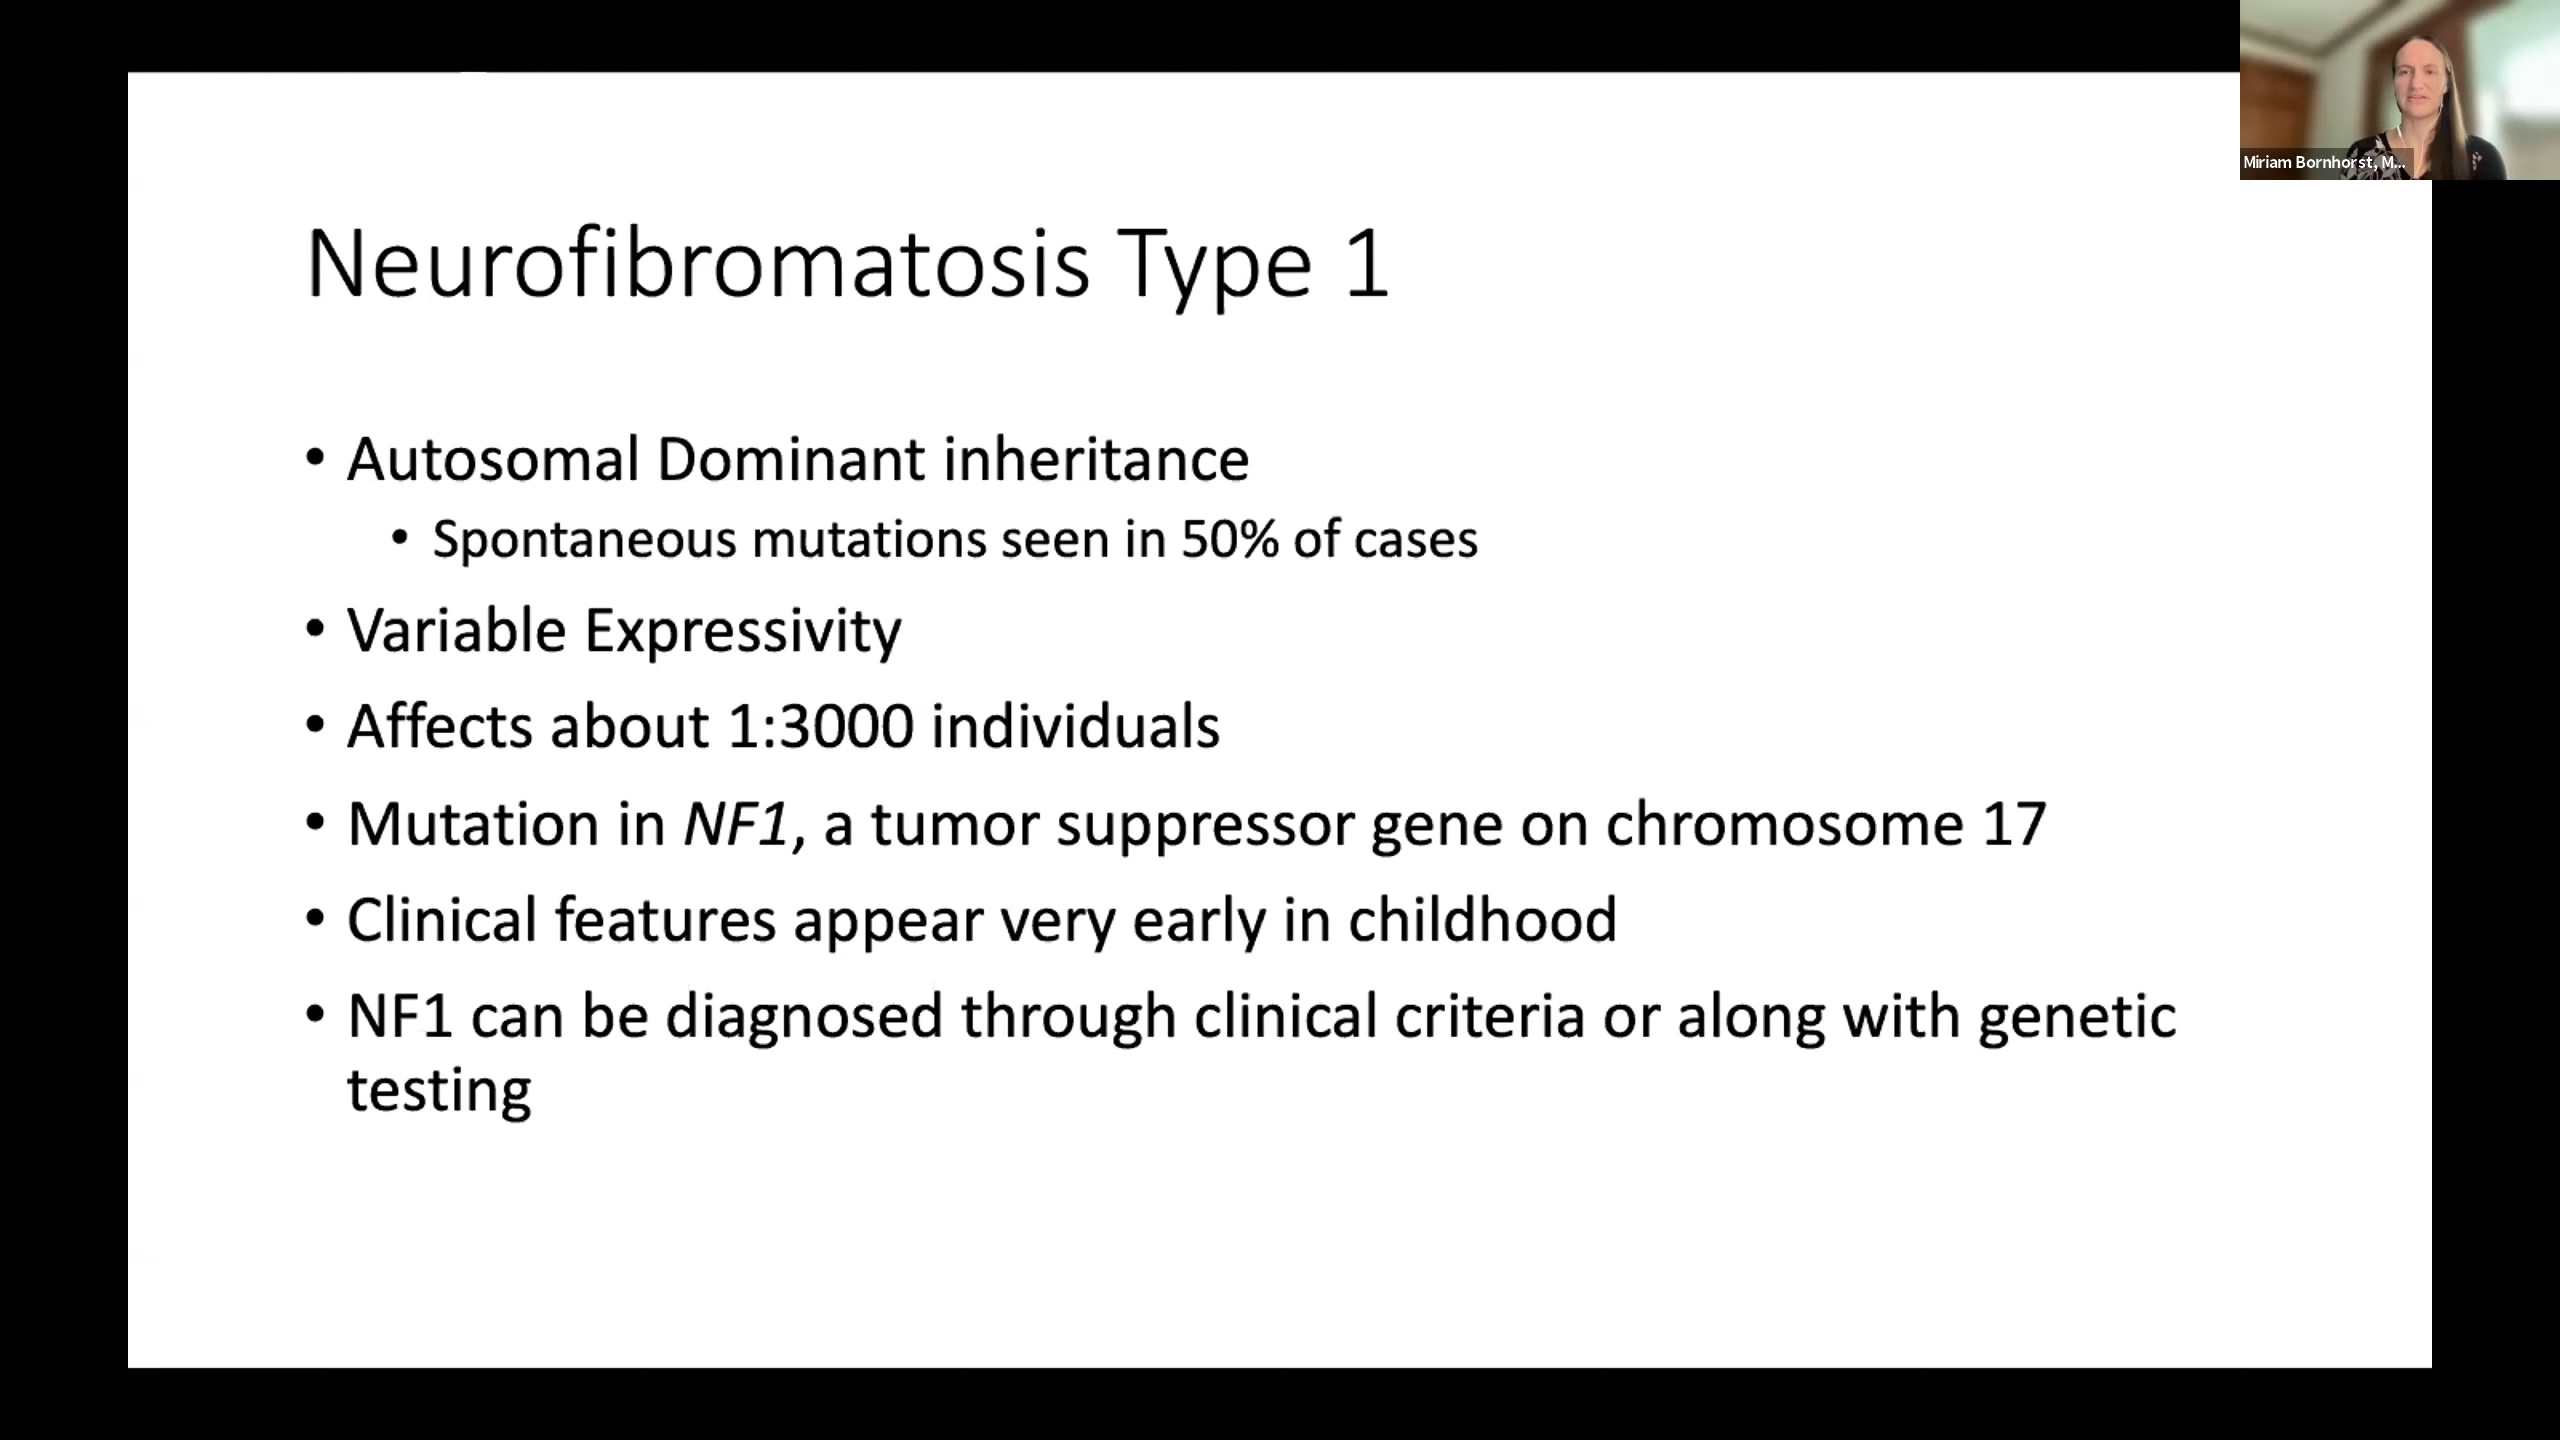 Miriam Bornhorst, M...
Neurofibromatosis Type 1
• Autosomal Dominant inheritance
• Spontaneous mutations seen in 50% of cases
• Variable Expressivity
• Affects about 1:3000 individuals
• Mutation in NF1, a tumor suppressor gene on chromosome 17
• Clinical features appear very early in childhood
• NF1 can be diagnosed through clinical criteria or along with genetic
testing